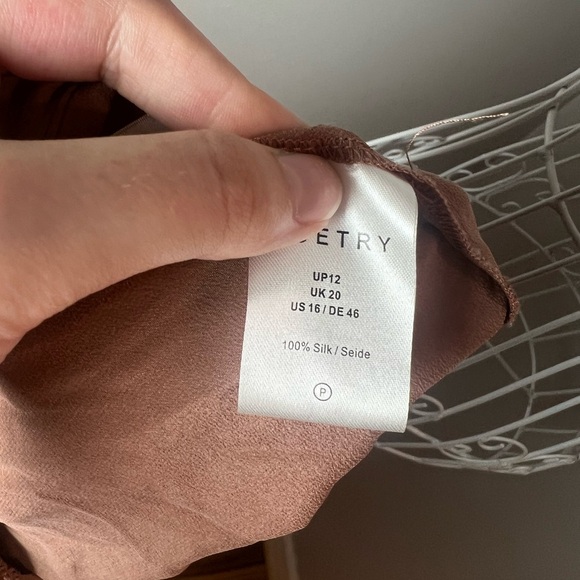 ETRY
UP12
UK 20
US 16 / DE 46
100% Silk / Seide
P